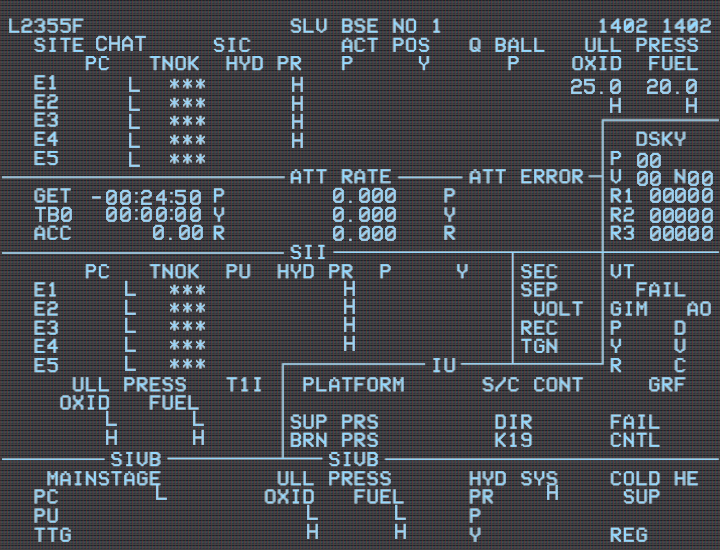 L2355F SLV BSE NO 1 1402 1402
SITE CHAT SIC ACT POS Q BALL ULL PRESS
PC TNOK HYD PR P Y P OXID FUEL
E1 L *** H 25.0 20.0
E2 L *** H H H
E3 L *** H
E4 L *** H DSKY
E5 L *** P 00
ATT RATE ATT ERROR V 00 N00
GET -00:24:50 P 0.000 P R1 00000
TB0 00:00:00 Y 0.000 Y R2 00000
ACC 0.00 R 0.000 R R3 00000
SII
PC TNOK PU HYD PR P Y SEC VT
E1 L *** H SEP FAIL
E2 L *** H VOLT GIM AO
E3 L *** H REC P D
E4 L *** H TGN Y V
E5 L *** IU R C
ULL PRESS T1I PLATFORM S/C CONT GRF
OXID FUEL
L L SUP PRS DIR FAIL
H H BRN PRS K19 CNTL
SIVB SIVB
MAINSTAGE ULL PRESS HYD SYS COLD HE
PC L OXID FUEL PR H SUP
PU L L P
TTG H H Y REG